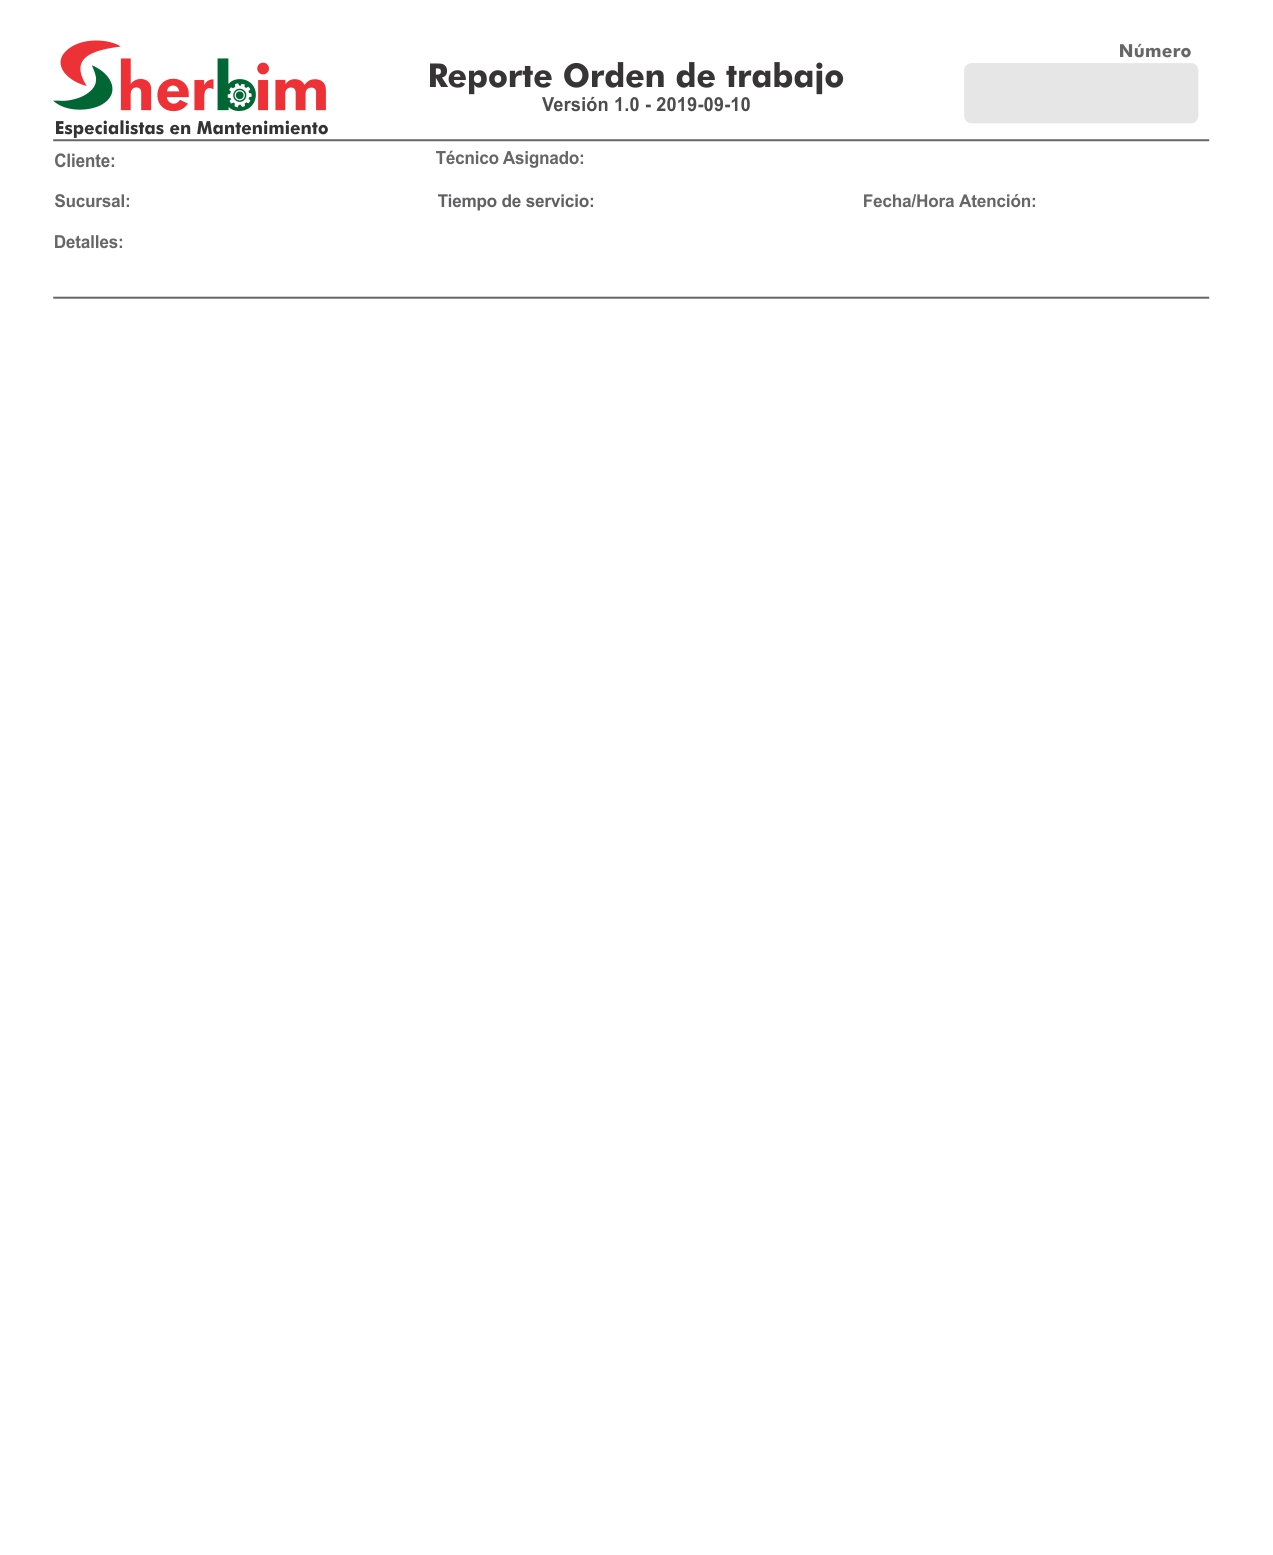 Sherbim
Especialistas en Mantenimiento
Reporte Orden de trabajo
Versión 1.0 - 2019-09-10
Número
Cliente:
Técnico Asignado:
Sucursal:
Tiempo de servicio:
Fecha/Hora Atención:
Detalles: